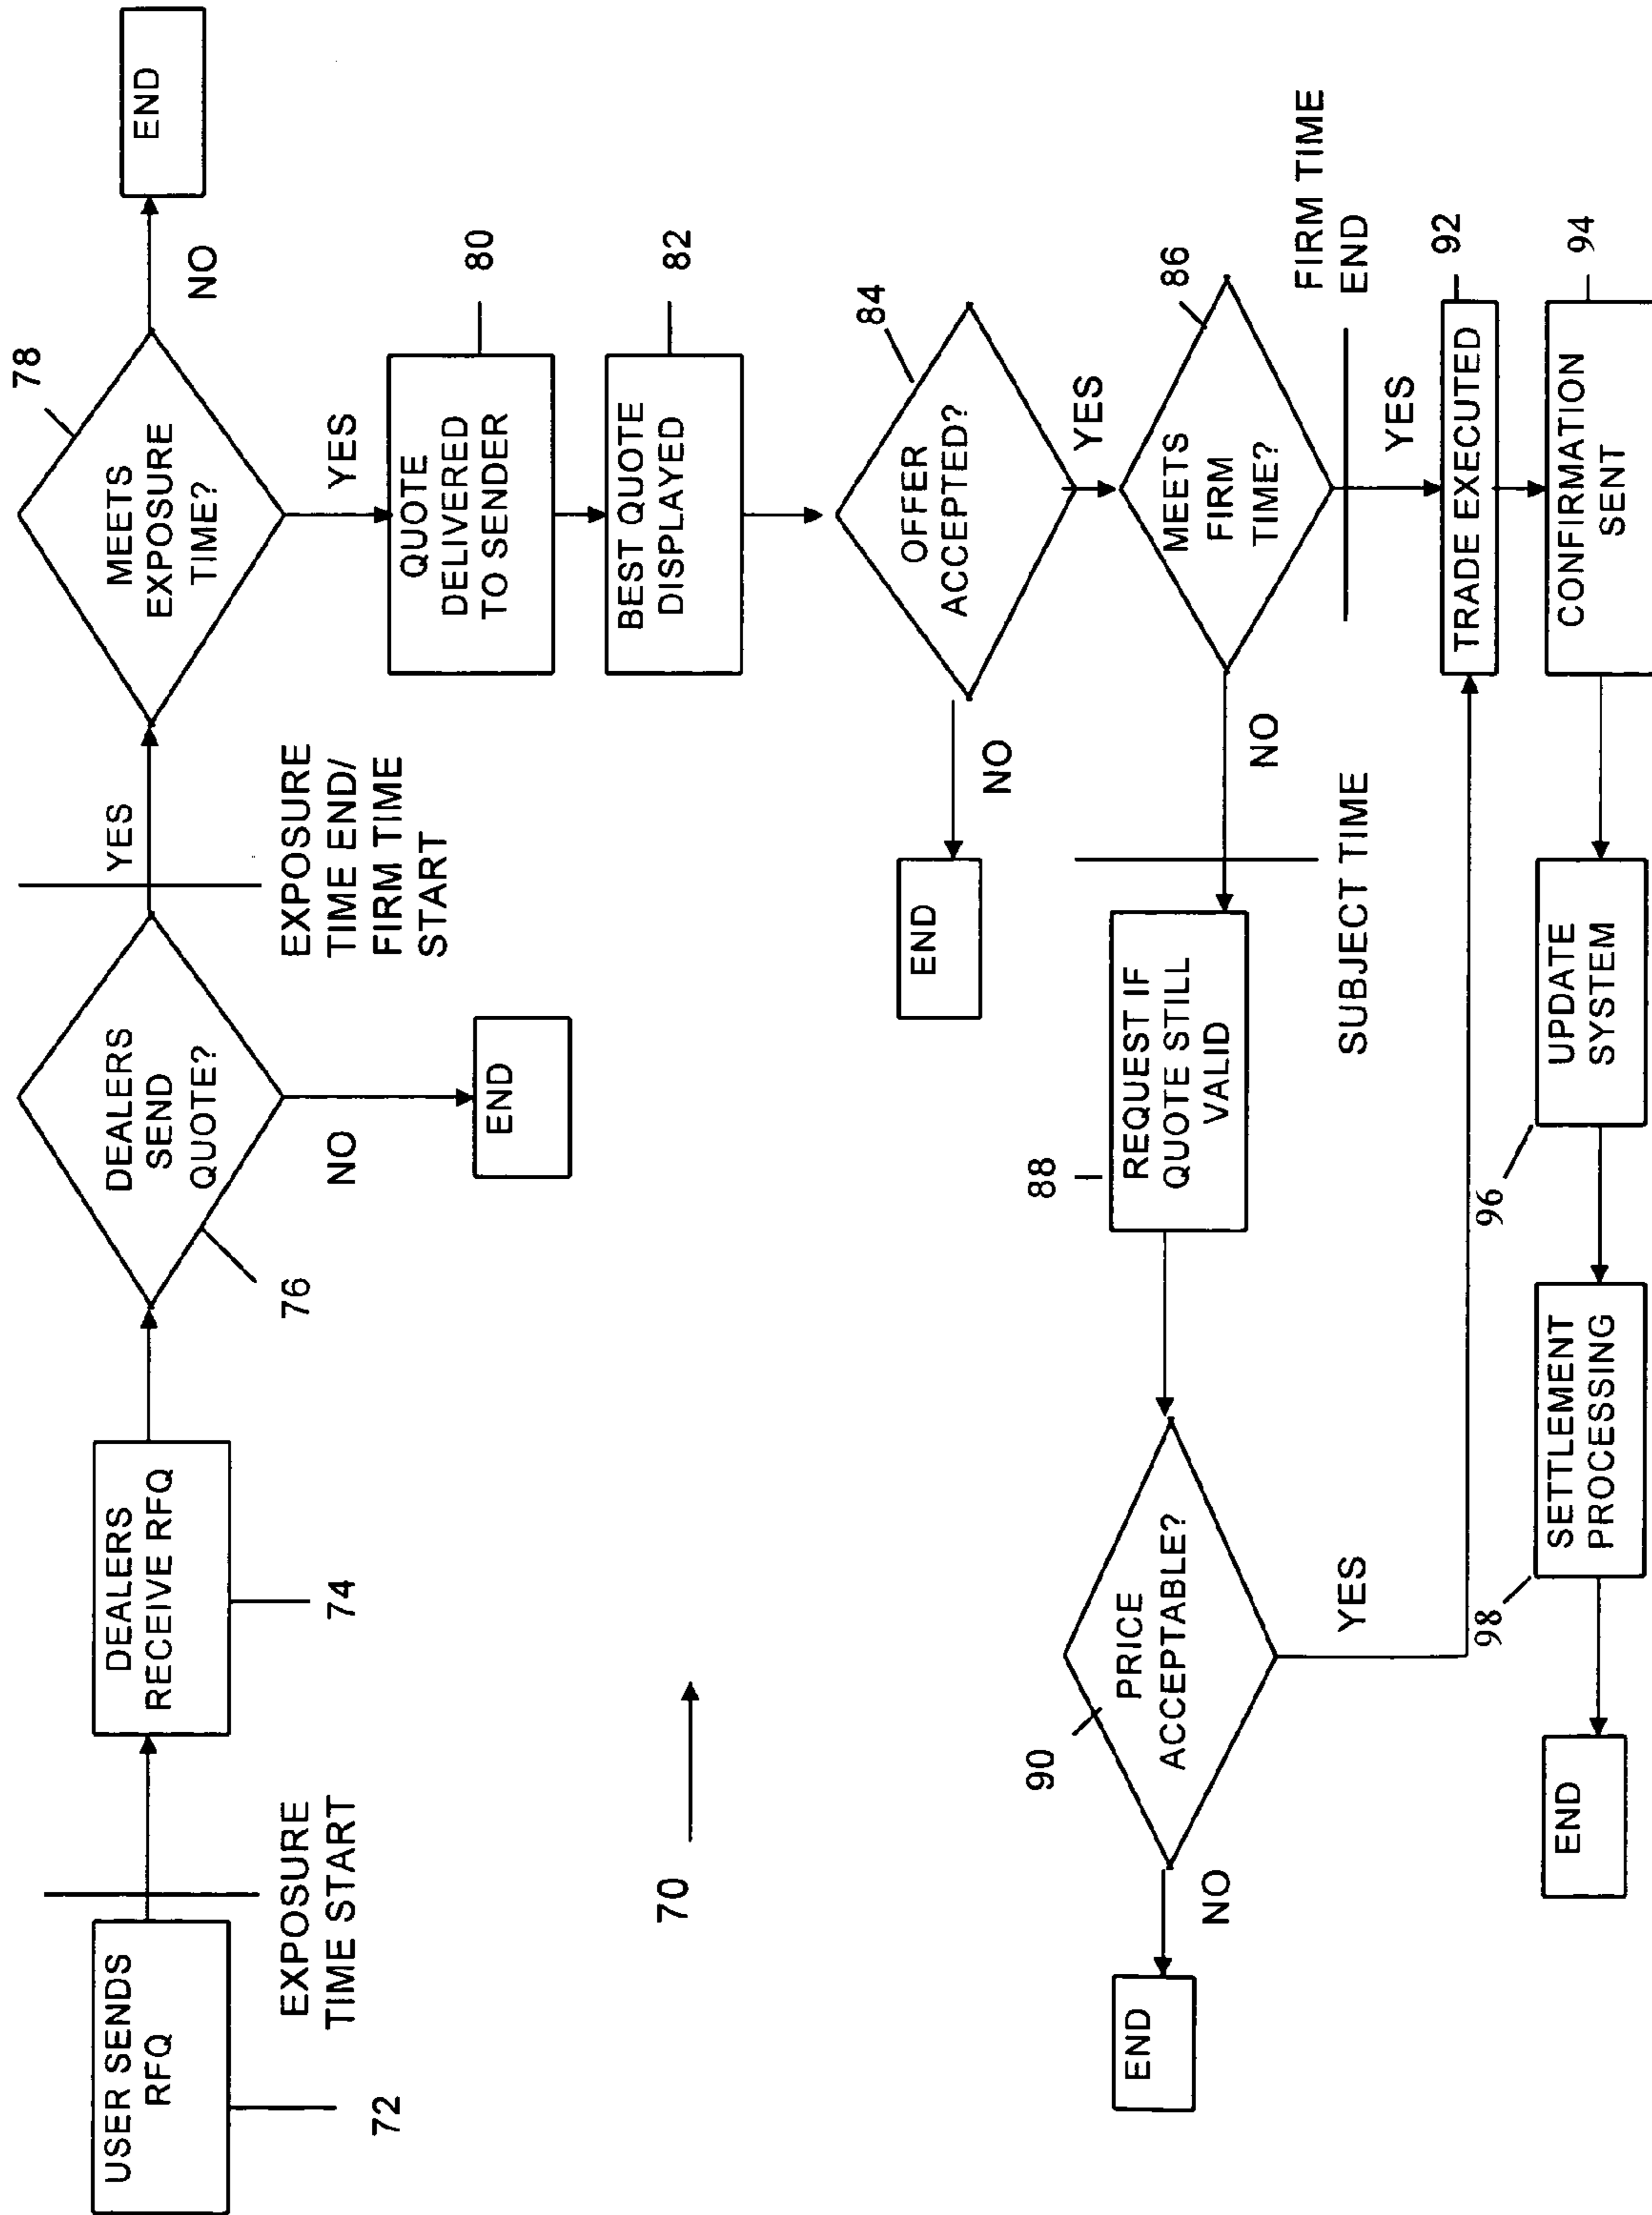 USER SENDS
RFQ
72
EXPOSURE
TIME START
DEALERS
RECEIVE RFQ
74
DEALERS
SEND
QUOTE?
76
NO
END
YES
EXPOSURE
TIME END/
FIRM TIME
START
MEETS
EXPOSURE
TIME?
78
NO
END
YES
QUOTE
DELIVERED
TO SENDER
80
BEST QUOTE
DISPLAYED
82
70
OFFER
ACCEPTED?
84
NO
END
YES
MEETS
FIRM
TIME?
86
FIRM TIME
END
NO
SUBJECT TIME
REQUEST IF
QUOTE STILL
VALID
88
PRICE
ACCEPTABLE?
90
NO
END
YES
YES
TRADE EXECUTED
92
CONFIRMATION
SENT
94
UPDATE
SYSTEM
96
SETTLEMENT
PROCESSING
98
END